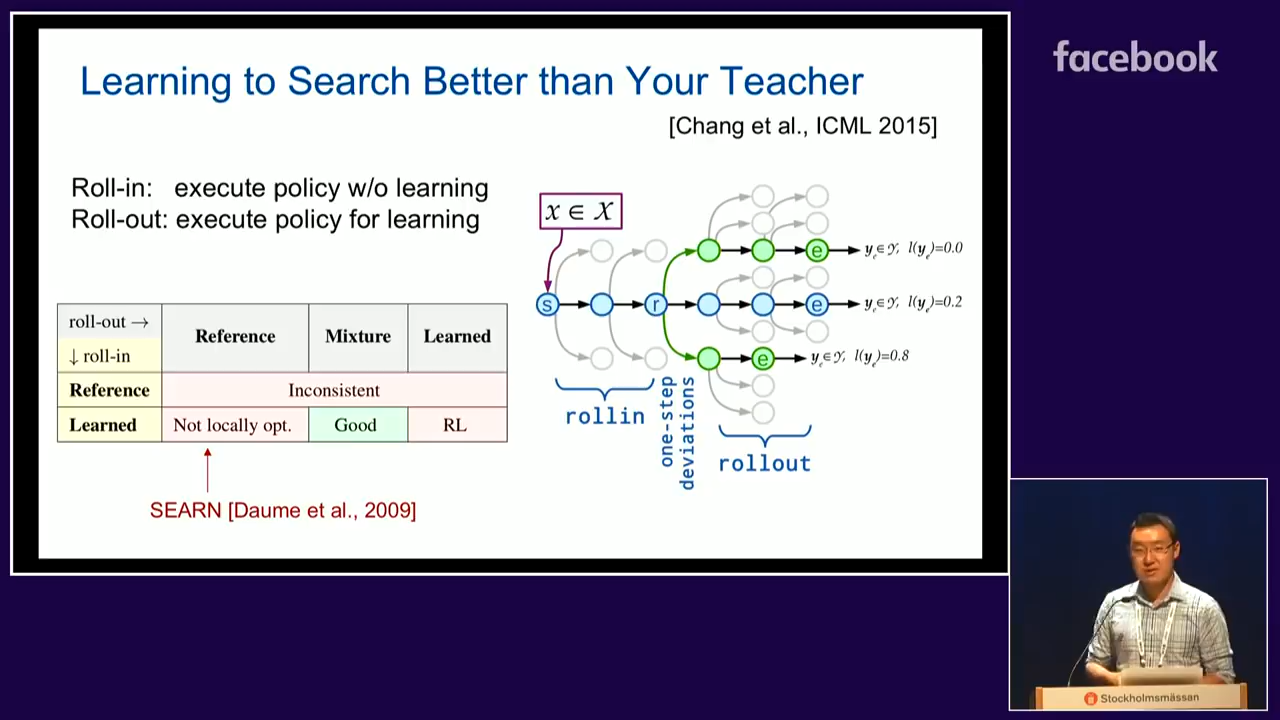 Learning to Search Better than Your Teacher
[Chang et al., ICML 2015]
Roll-in: execute policy w/o learning
Roll-out: execute policy for learning
roll-out →
↓ roll-in
Reference
Mixture
Learned
Reference
Inconsistent
Learned
Not locally opt.
Good
RL
SEARN [Daume et al., 2009]
x ∈ X
s
r
e
e
e
yₑ∈𝒴, l(yₑ)=0.0
yₑ∈𝒴, l(yₑ)=0.2
yₑ∈𝒴, l(yₑ)=0.8
rollin
one-step
deviations
rollout
facebook
Stockholmsmässan